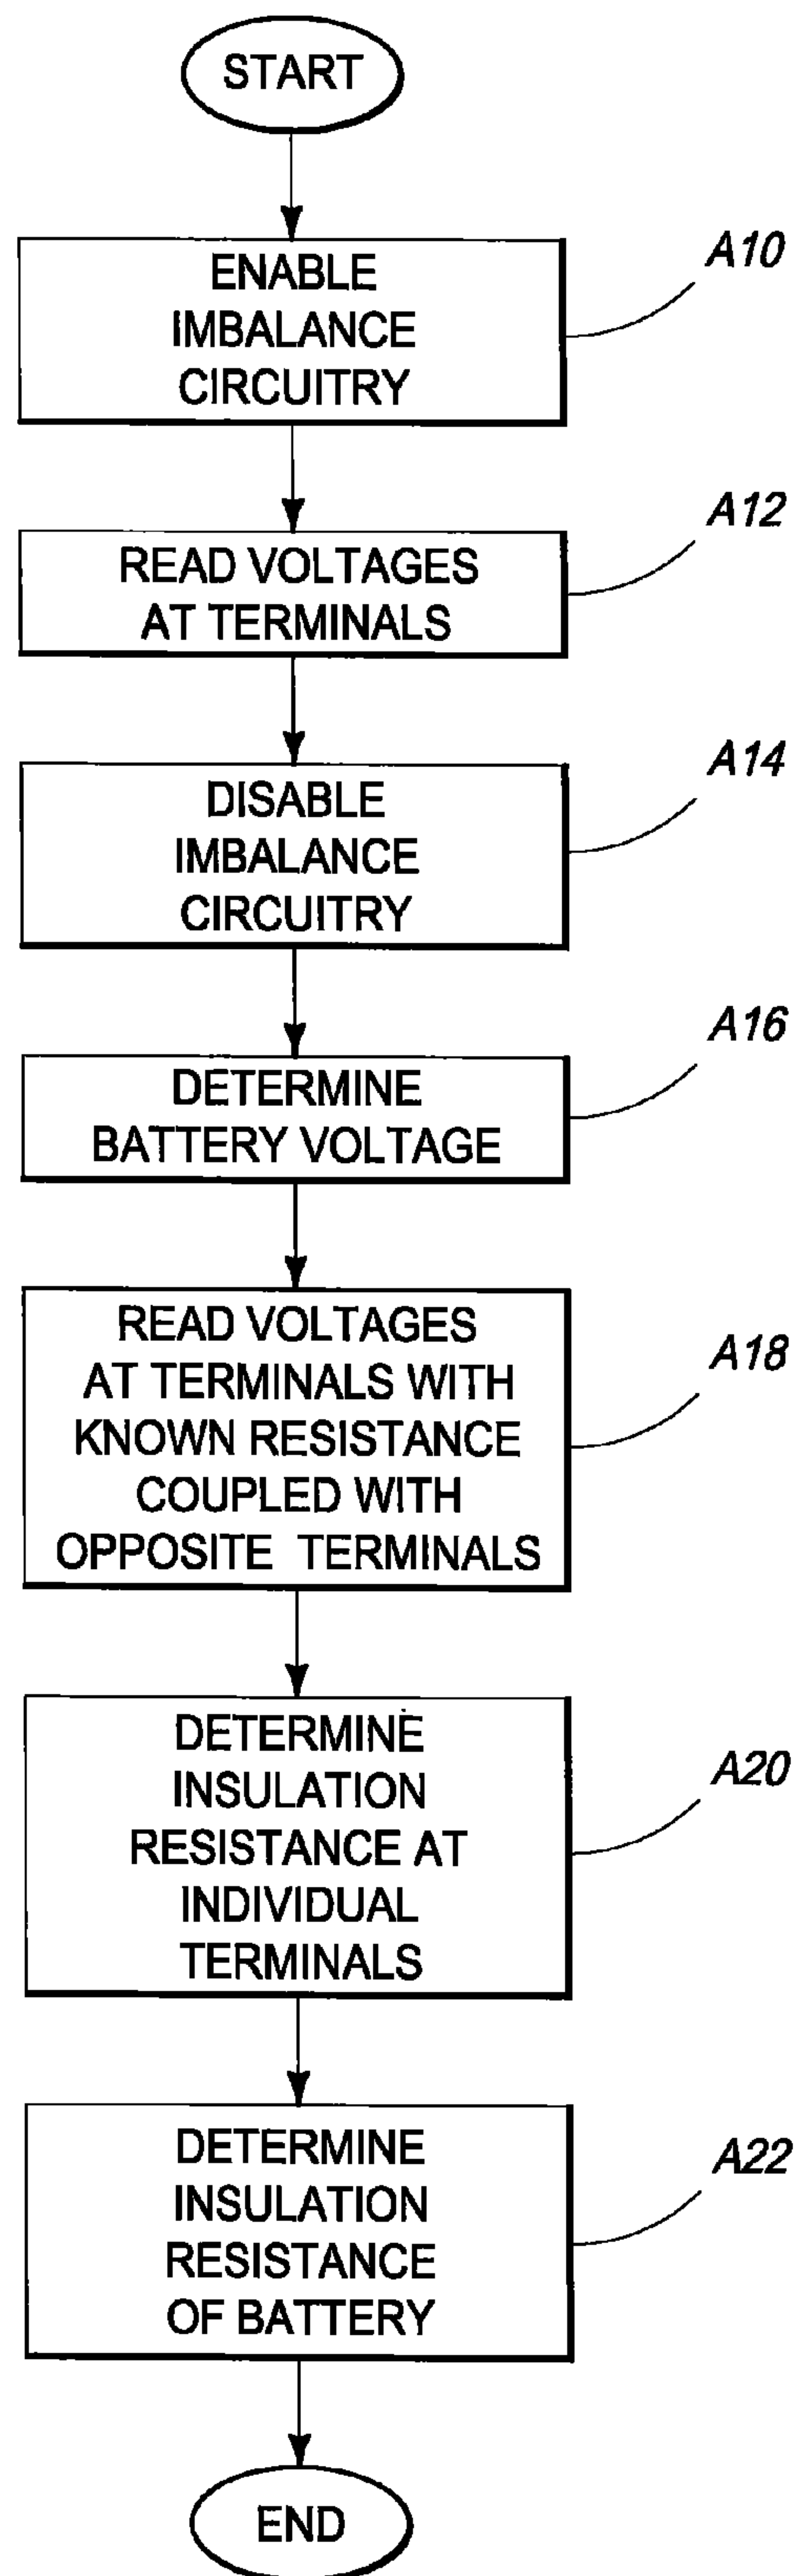 START
A10
ENABLE
IMBALANCE
CIRCUITRY
A12
READ VOLTAGES
AT TERMINALS
A14
DISABLE
IMBALANCE
CIRCUITRY
A16
DETERMINE
BATTERY VOLTAGE
A18
READ VOLTAGES
AT TERMINALS WITH
KNOWN RESISTANCE
COUPLED WITH
OPPOSITE TERMINALS
A20
DETERMINE
INSULATION
RESISTANCE AT
INDIVIDUAL
TERMINALS
A22
DETERMINE
INSULATION
RESISTANCE
OF BATTERY
END